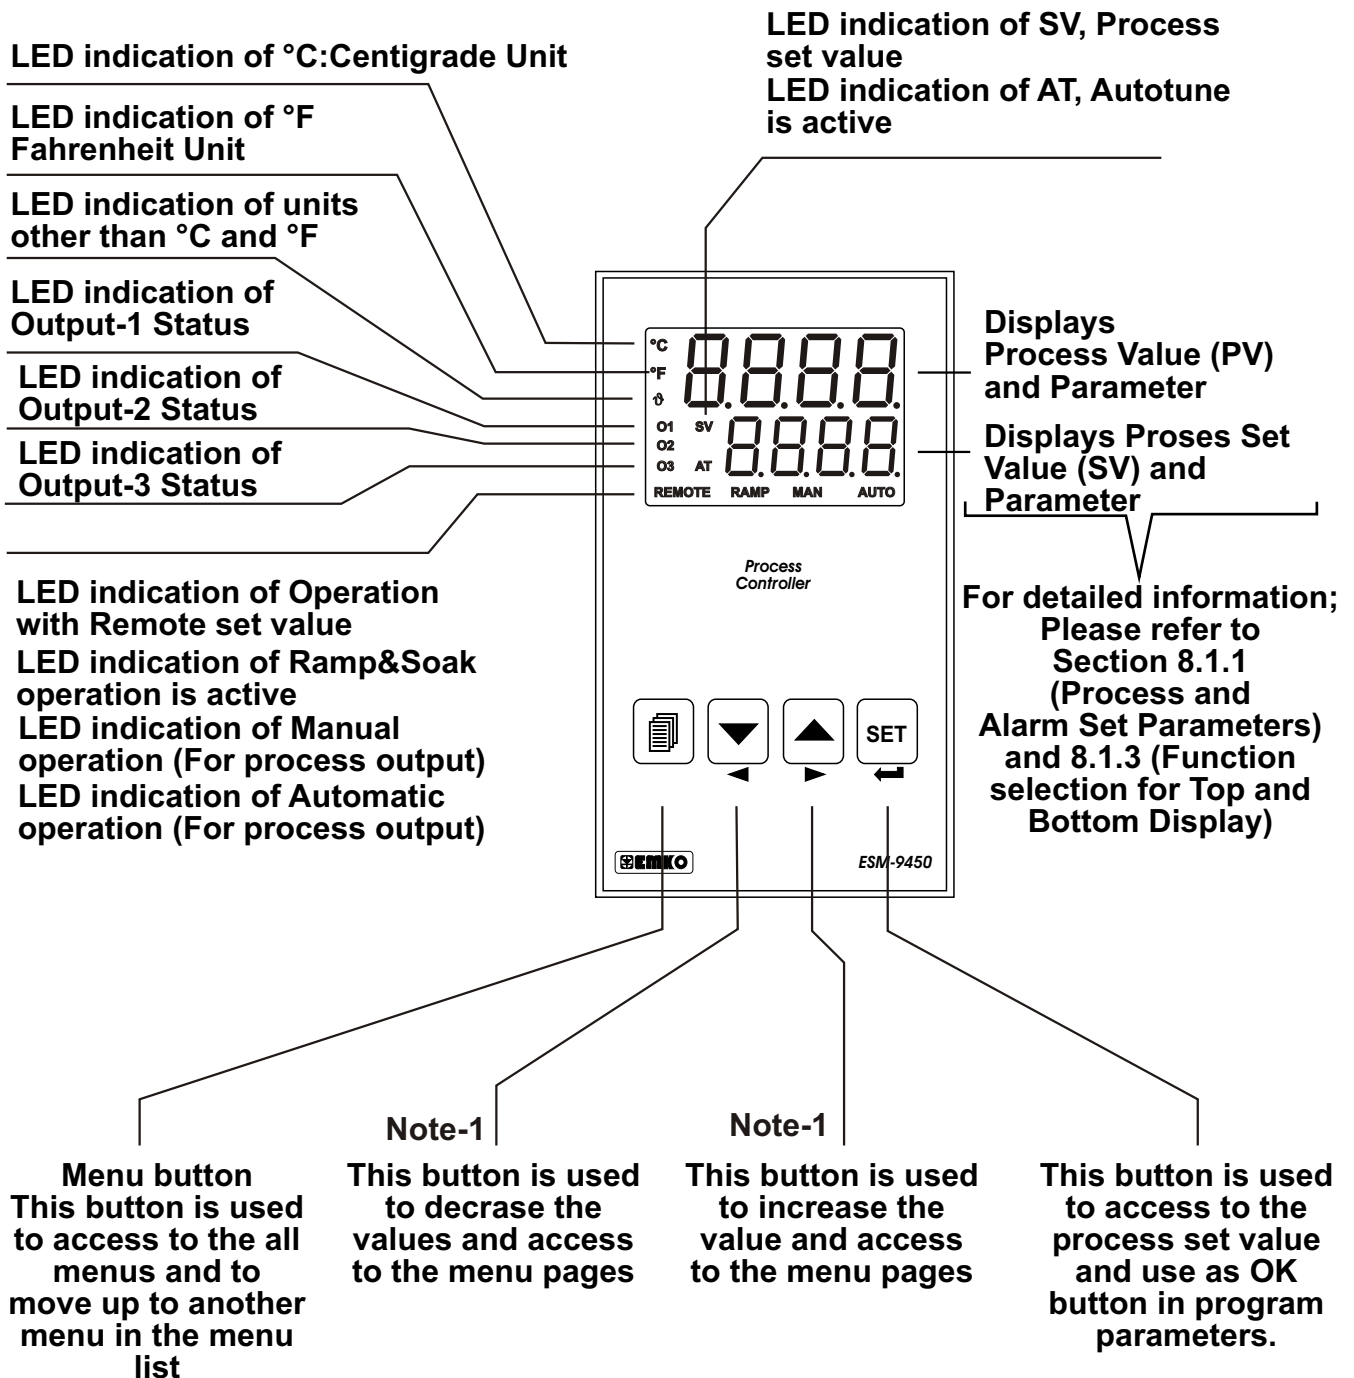 LED indication of °C:Centigrade Unit
LED indication of °F
Fahrenheit Unit
LED indication of units
other than °C and °F
LED indication of
Output-1 Status
LED indication of
Output-2 Status
LED indication of
Output-3 Status
LED indication of Operation
with Remote set value
LED indication of Ramp&Soak
operation is active
LED indication of Manual
operation (For process output)
LED indication of Automatic
operation (For process output)
LED indication of SV, Process
set value
LED indication of AT, Autotune
is active
°C
8.8.8.8
°F
ϑ
O1 SV
O2
8.8.8.8.
O3 AT
REMOTE RAMP MAN AUTO
Process
Controller
SET
EMKO
ESM-9450
Displays
Process Value (PV)
and Parameter
Displays Proses Set
Value (SV) and
Parameter
For detailed information;
Please refer to
Section 8.1.1
(Process and
Alarm Set Parameters)
and 8.1.3 (Function
selection for Top and
Bottom Display)
Menu button
This button is used
to access to the all
menus and to
move up to another
menu in the menu
list
Note-1
This button is used
to decrase the
values and access
to the menu pages
Note-1
This button is used
to increase the
value and access
to the menu pages
This button is used
to access to the
process set value
and use as OK
button in program
parameters.